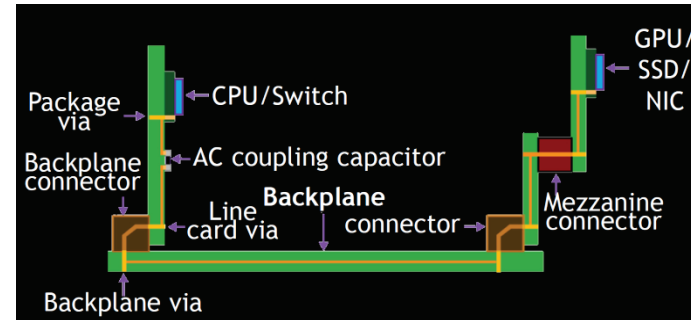 GPU/
SSD/
NIC
CPU/Switch
Package
via
AC coupling capacitor
Backplane
connector
Backplane
connector
Line
card via
Mezzanine
connector
Backplane via